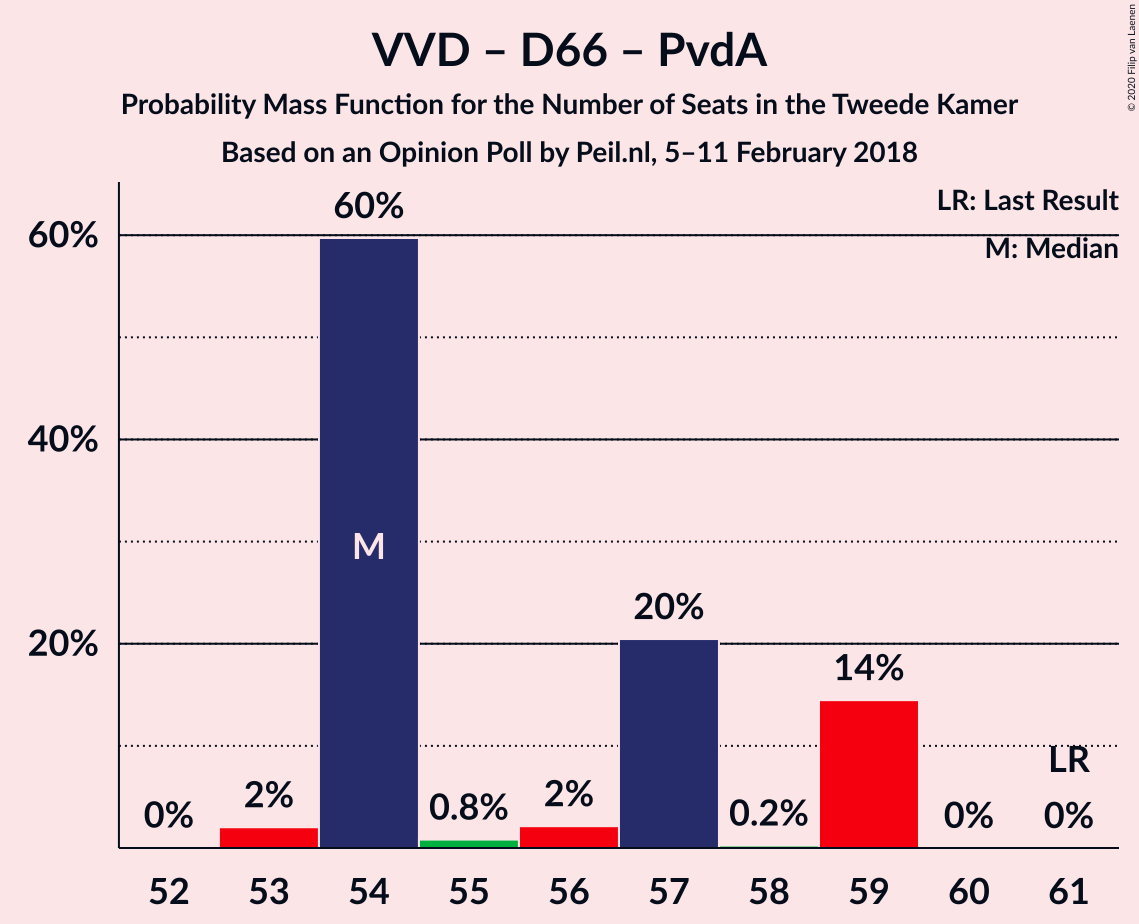 VVD – D66 – PvdA
Probability Mass Function for the Number of Seats in the Tweede Kamer
Based on an Opinion Poll by Peil.nl, 5–11 February 2018
© 2020 Filip van Laenen
LR: Last Result
M: Median
60%
40%
20%
0%
2%
60%
M
0.8%
2%
20%
0.2%
14%
0%
LR
0%
52 53 54 55 56 57 58 59 60 61